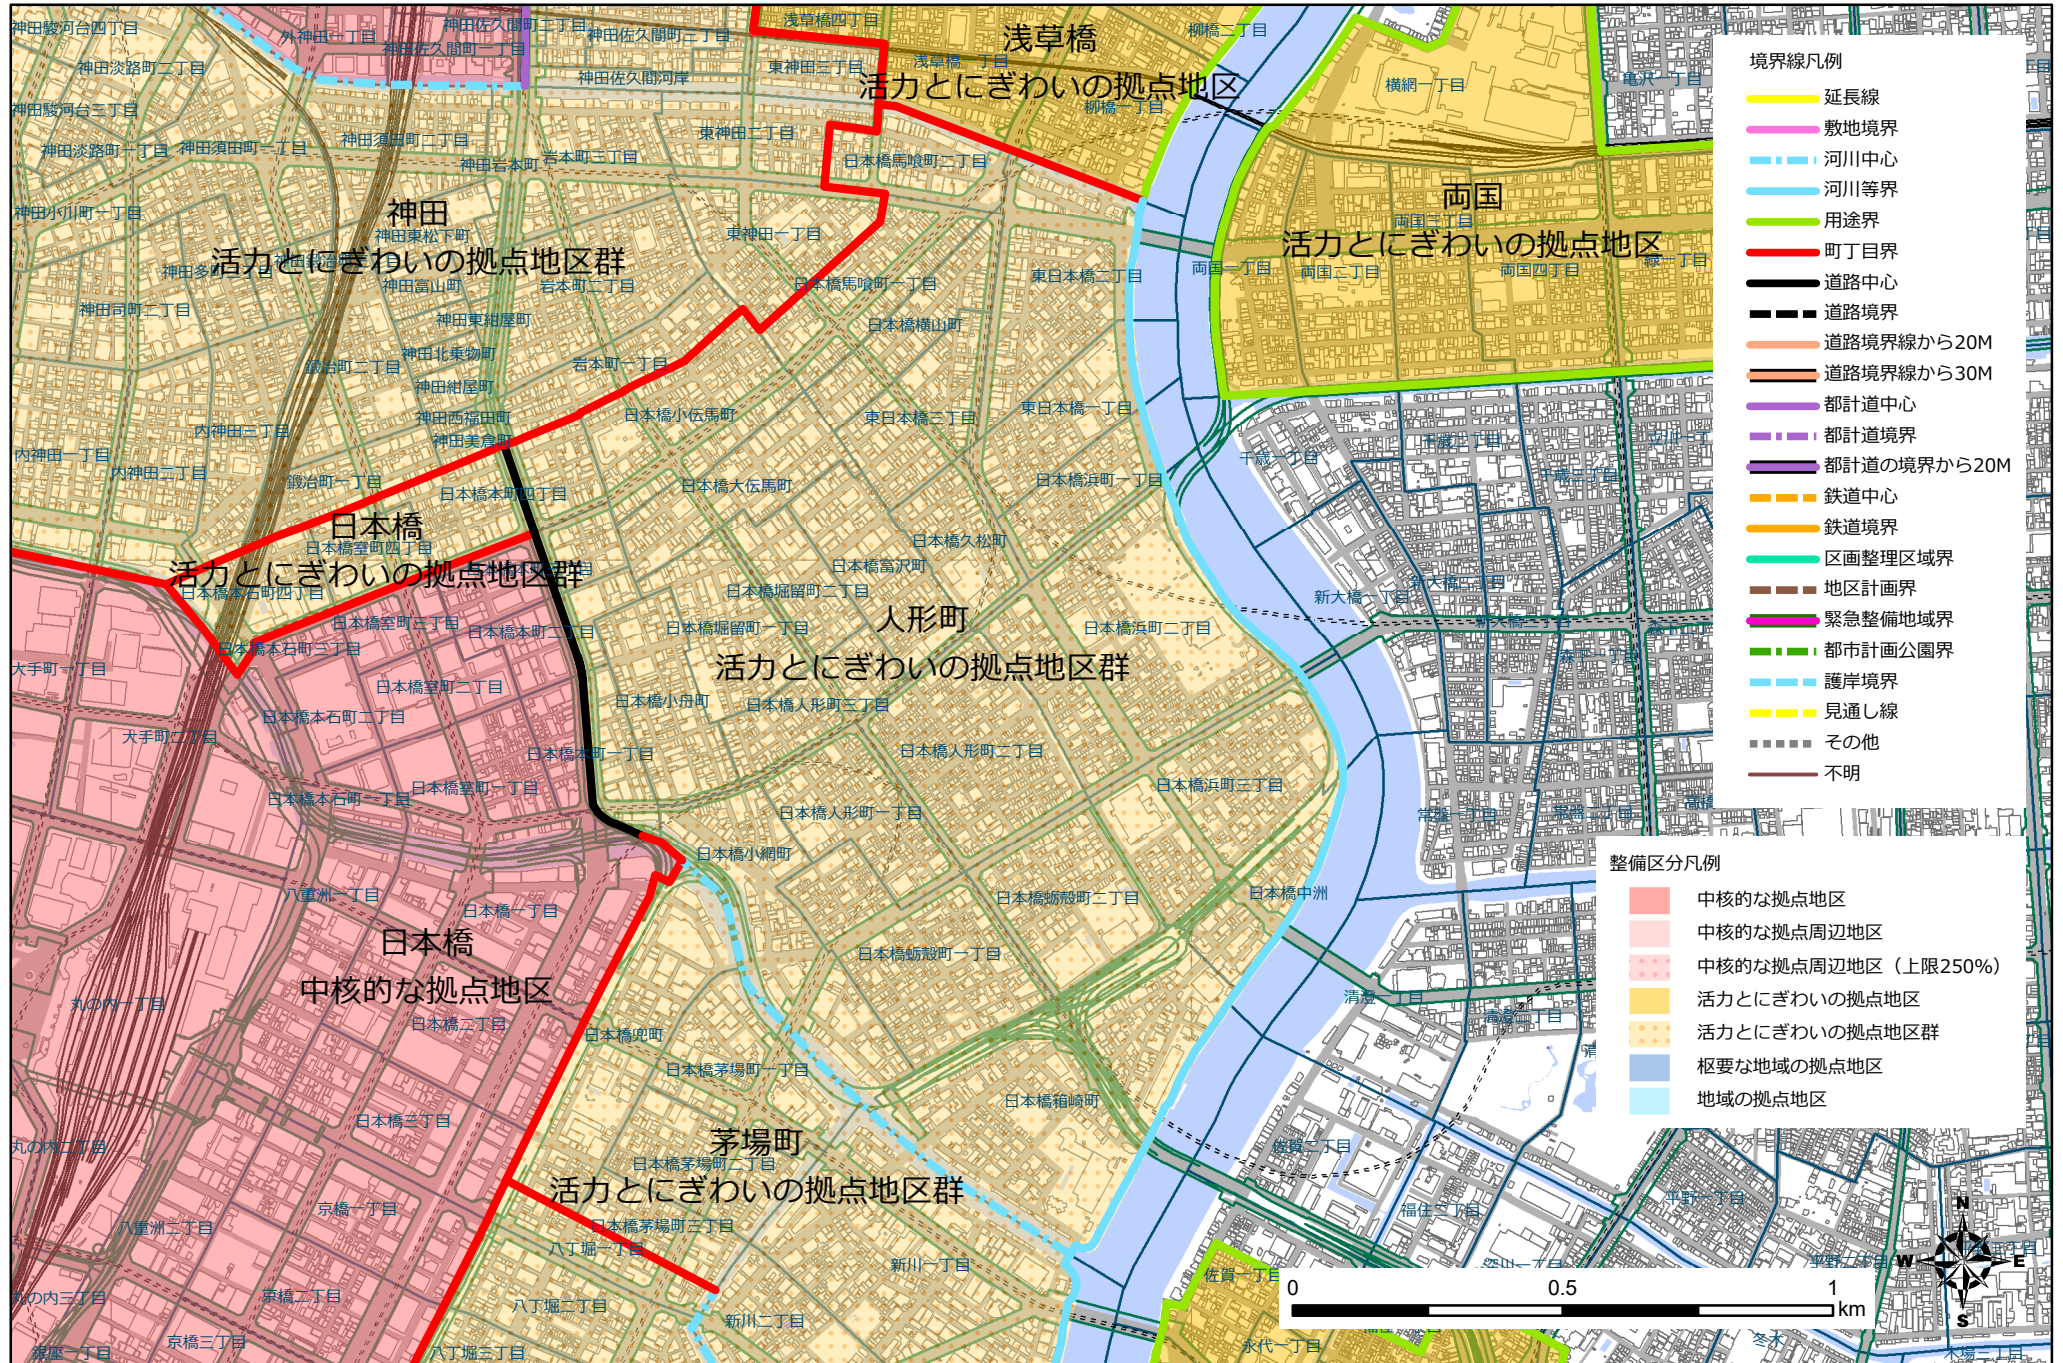 神田駿河台四丁目
外神田一丁目
神田佐久間町二丁目
神田佐久間町三丁目
浅草橋四丁目
浅草橋
活力とにぎわいの拠点地区
柳橋二丁目
神田淡路町二丁目
神田佐久間町一丁目
神田佐久間河岸
東神田三丁目
横網一丁目
亀沢一丁目
神田駿河台三丁目
柳橋一丁目
神田淡路町一丁目
神田須田町一丁目
神田須田町二丁目
神田岩本町
岩本町三丁目
東神田二丁目
日本橋馬喰町二丁目
神田小川町一丁目
神田
活力とにぎわいの拠点地区群
神田東松下町
東神田一丁目
両国
活力とにぎわいの拠点地区
両国三丁目
両国一丁目
両国二丁目
両国四丁目
緑一丁目
神田富山町
岩本町二丁目
日本橋馬喰町一丁目
東日本橋二丁目
神田司町二丁目
神田東紺屋町
日本橋横山町
神田北乗物町
鍛冶町二丁目
神田紺屋町
岩本町一丁目
神田西福田町
神田美倉町
日本橋小伝馬町
東日本橋三丁目
東日本橋一丁目
内神田三丁目
内神田一丁目
内神田二丁目
鍛冶町一丁目
日本橋本町四丁目
日本橋大伝馬町
日本橋浜町一丁目
千歳一丁目
千歳二丁目
千歳三丁目
日本橋
活力とにぎわいの拠点地区群
日本橋室町四丁目
日本橋本石町四丁目
日本橋久松町
日本橋富沢町
日本橋堀留町二丁目
新大橋一丁目
新大橋二丁目
人形町
活力とにぎわいの拠点地区群
日本橋室町三丁目
日本橋本町二丁目
日本橋堀留町一丁目
日本橋浜町二丁目
日本橋本石町三丁目
大手町一丁目
日本橋室町二丁目
日本橋小舟町
日本橋人形町三丁目
日本橋本石町二丁目
大手町二丁目
日本橋本町一丁目
日本橋人形町二丁目
日本橋浜町三丁目
日本橋室町一丁目
日本橋本石町一丁目
日本橋人形町一丁目
常盤一丁目
常盤二丁目
日本橋小網町
八重洲一丁目
日本橋一丁目
日本橋蛎殻町二丁目
日本橋中洲
日本橋
中核的な拠点地区
日本橋蛎殻町一丁目
丸の内一丁目
日本橋二丁目
日本橋兜町
日本橋茅場町一丁目
日本橋箱崎町
日本橋三丁目
丸の内二丁目
茅場町
活力とにぎわいの拠点地区群
日本橋茅場町二丁目
佐賀二丁目
京橋一丁目
八重洲二丁目
日本橋茅場町三丁目
八丁堀一丁目
新川一丁目
福住二丁目
平野一丁目
佐賀一丁目
深川一丁目
平野二丁目
丸の内三丁目
京橋二丁目
八丁堀二丁目
新川二丁目
京橋三丁目
銀座一丁目
八丁堀三丁目
永代一丁目
冬木
木場三丁目
境界線凡例
延長線
敷地境界
河川中心
河川等界
用途界
町丁目界
道路中心
道路境界
道路境界線から20M
道路境界線から30M
都計道中心
都計道境界
都計道の境界から20M
鉄道中心
鉄道境界
区画整理区域界
地区計画界
緊急整備地域界
都市計画公園界
護岸境界
見通し線
その他
不明
整備区分凡例
中核的な拠点地区
中核的な拠点周辺地区
中核的な拠点周辺地区（上限250%）
活力とにぎわいの拠点地区
活力とにぎわいの拠点地区群
枢要な地域の拠点地区
地域の拠点地区
0 0.5 1
km
N
W E
S